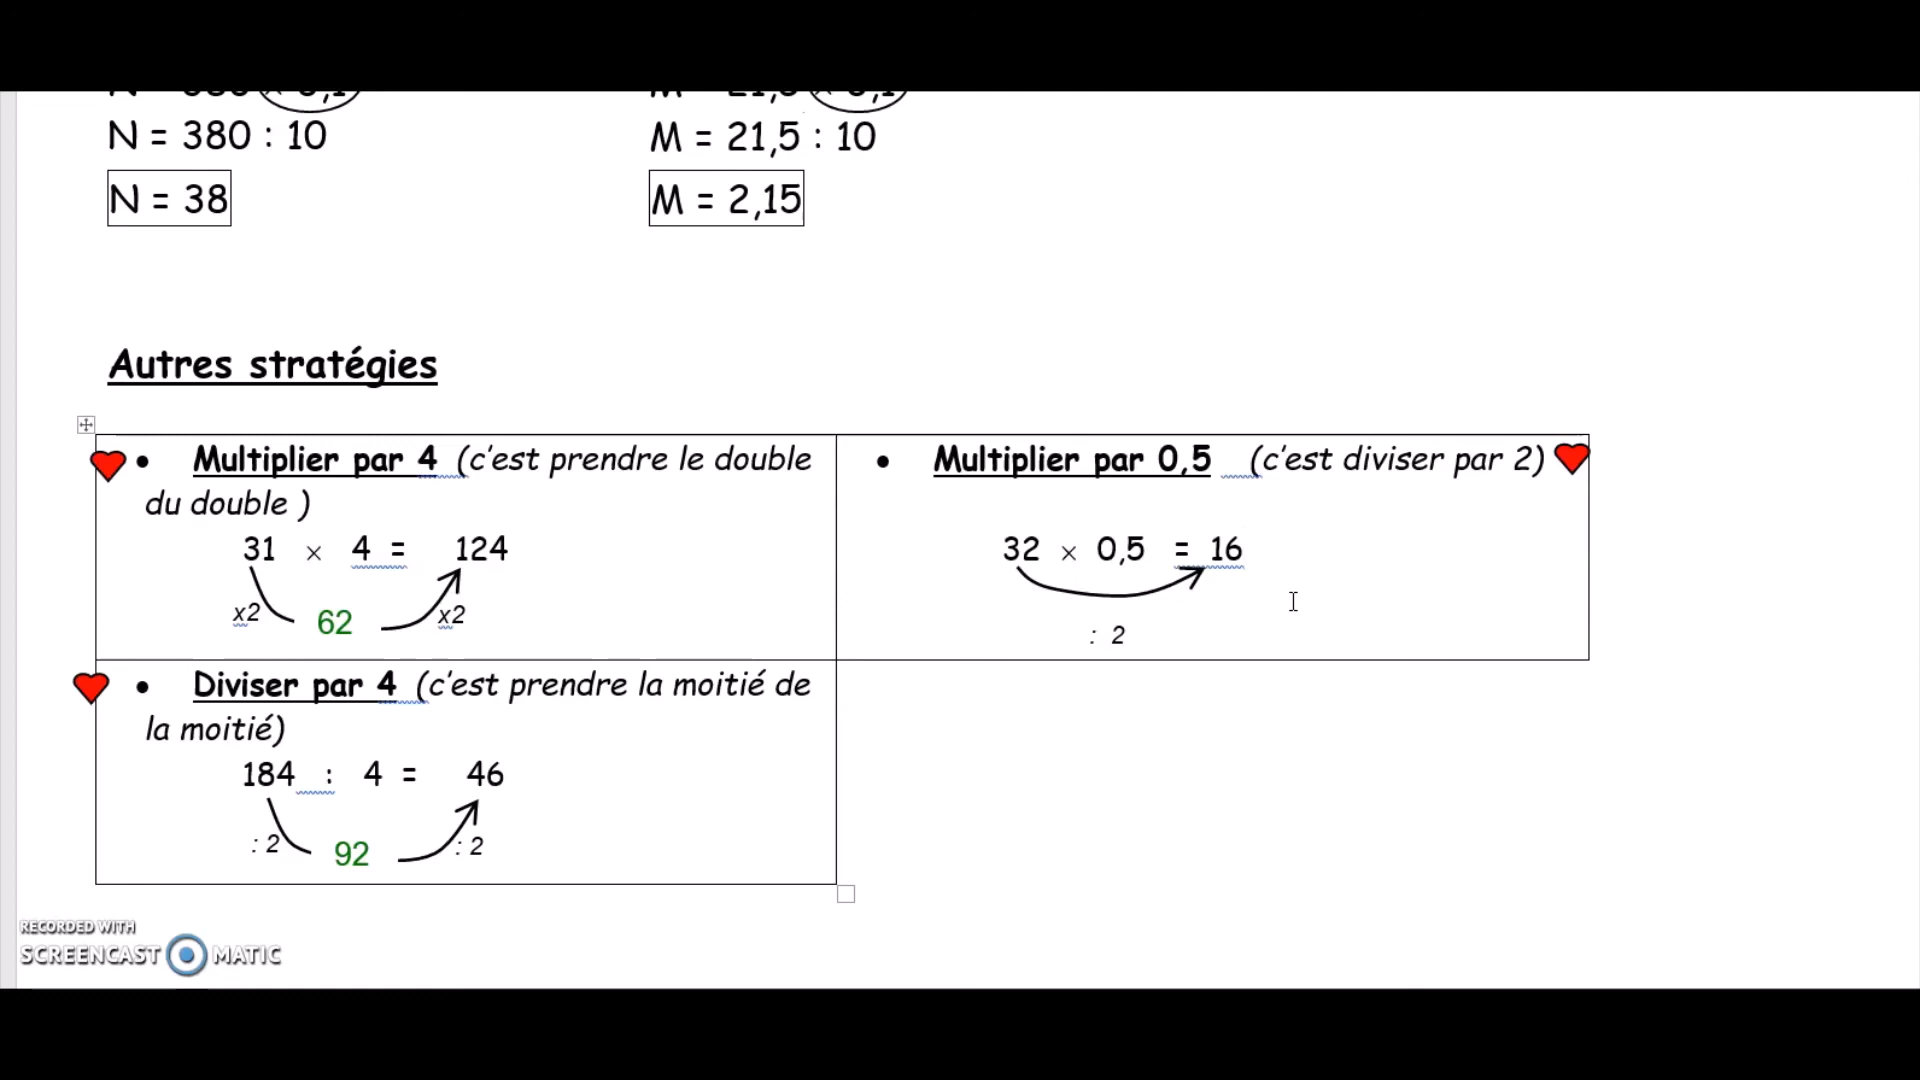 N = 380 : 10
M = 21,5 : 10
N = 38
M = 2,15
Autres stratégies
• Multiplier par 4 (c'est prendre le double
du double )
31 × 4 = 124
x2 62 x2
• Multiplier par 0,5 (c'est diviser par 2)
32 × 0,5 = 16
: 2
• Diviser par 4 (c'est prendre la moitié de
la moitié)
184 : 4 = 46
: 2 92 : 2
RECORDED WITH
SCREENCAST MATIC